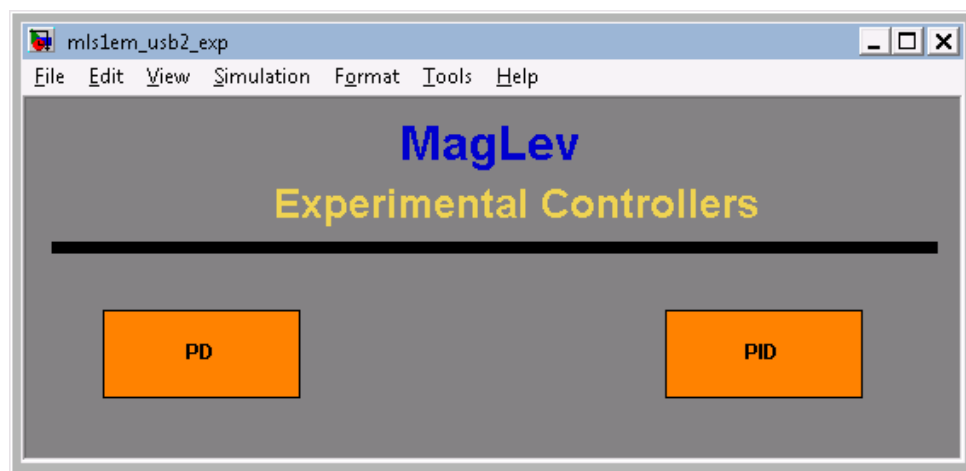 mls1em_usb2_exp
File Edit View Simulation Format Tools Help
MagLev
Experimental Controllers
PD PID